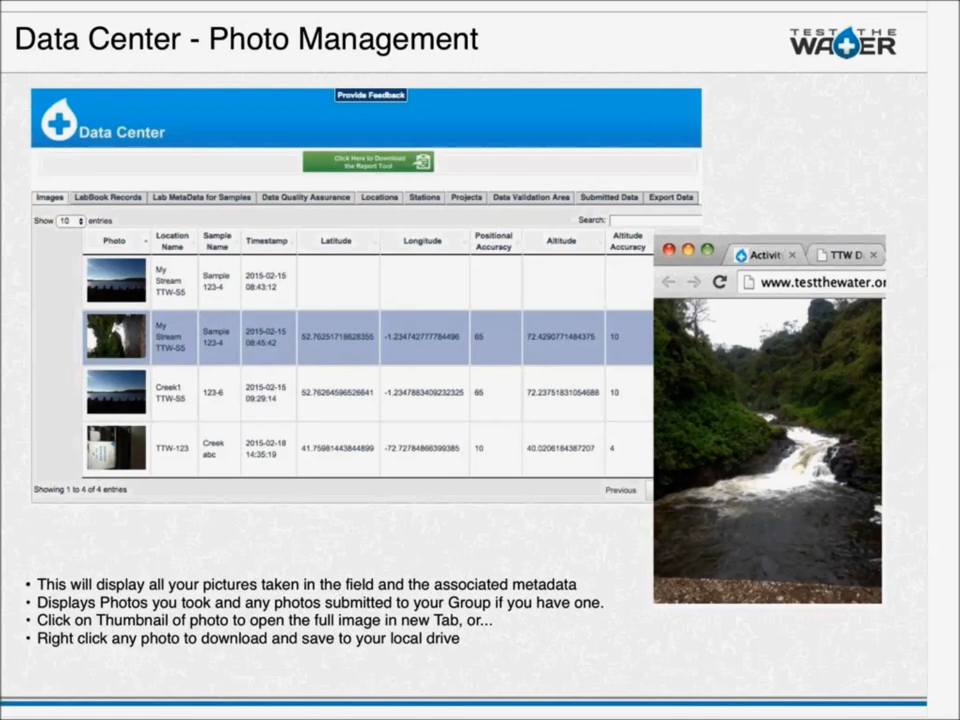 Data Center - Photo Management
TEST THE
WATER
Provide Feedback
Data Center
Click Here to Download
the Report Tool
Images LabBook Records Lab MetaData for Samples Data Quality Assurance Locations Stations Projects Data Validation Area Submitted Data Export Data
Show 10 entries
Search:
Photo Location Name Sample Name Timestamp Latitude Longitude Positional Accuracy Altitude Altitude Accuracy
My Stream TTW-S5 Sample 123-4 2015-02-15 08:43:12
My Stream TTW-S5 Sample 123-4 2015-02-15 08:45:42 52.76251718628355 -1.234742777784496 65 72.4290771484375 10
Creek1 TTW-S5 123-6 2015-02-15 09:29:14 52.76264596526641 -1.2347883409232325 65 72.23751831054688 10
TTW-123 Creek abc 2015-02-18 14:35:19 41.75981443844899 -72.72784866399385 10 40.0206184387207 4
Showing 1 to 4 of 4 entries
Previous
Activit
TTW D
www.testthewater.or
• This will display all your pictures taken in the field and the associated metadata
• Displays Photos you took and any photos submitted to your Group if you have one.
• Click on Thumbnail of photo to open the full image in new Tab, or...
• Right click any photo to download and save to your local drive